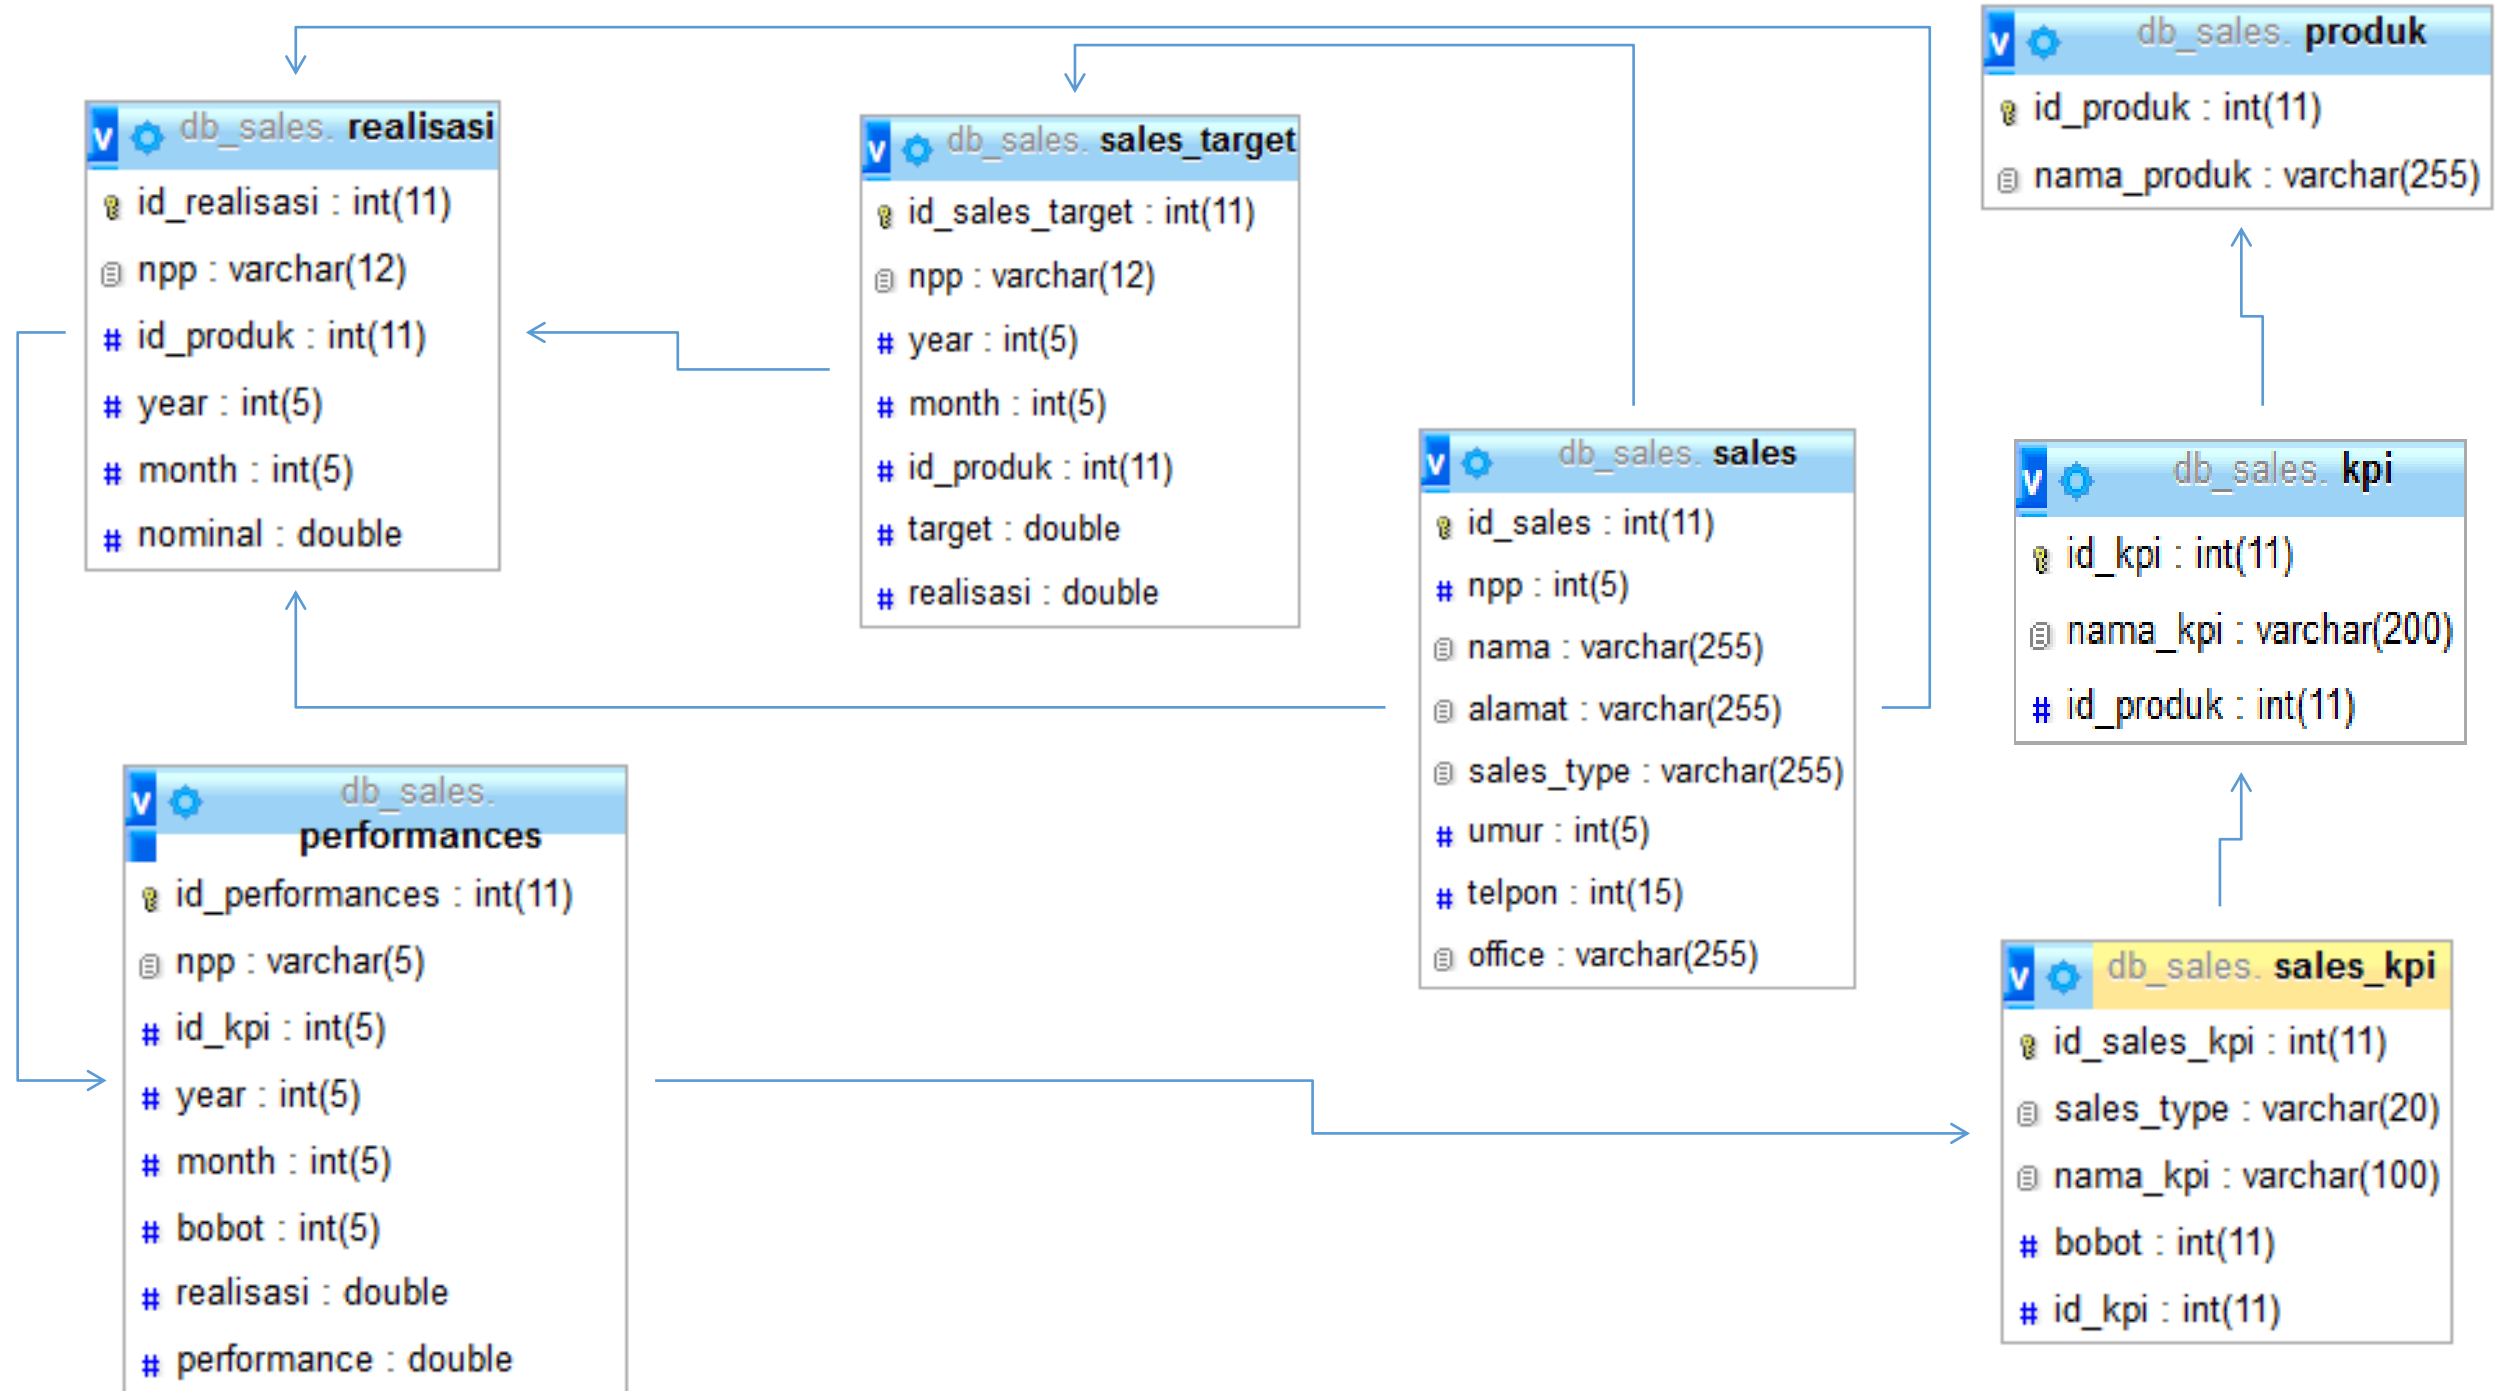 db_sales. realisasi
id_realisasi : int(11)
npp : varchar(12)
id_produk : int(11)
year : int(5)
month : int(5)
nominal : double
db_sales. sales_target
id_sales_target : int(11)
npp : varchar(12)
year : int(5)
month : int(5)
id_produk : int(11)
target : double
realisasi : double
db_sales. produk
id_produk : int(11)
nama_produk : varchar(255)
db_sales. sales
id_sales : int(11)
npp : int(5)
nama : varchar(255)
alamat : varchar(255)
sales_type : varchar(255)
umur : int(5)
telpon : int(15)
office : varchar(255)
db_sales. kpi
id_kpi : int(11)
nama_kpi : varchar(200)
id_produk : int(11)
db_sales.
performances
id_performances : int(11)
npp : varchar(5)
id_kpi : int(5)
year : int(5)
month : int(5)
bobot : int(5)
realisasi : double
performance : double
db_sales. sales_kpi
id_sales_kpi : int(11)
sales_type : varchar(20)
nama_kpi : varchar(100)
bobot : int(11)
id_kpi : int(11)